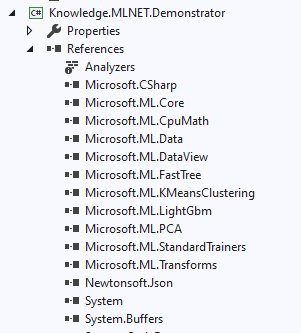 C# Knowledge.MLNET.Demonstrator
Properties
References
Analyzers
Microsoft.CSharp
Microsoft.ML.Core
Microsoft.ML.CpuMath
Microsoft.ML.Data
Microsoft.ML.DataView
Microsoft.ML.FastTree
Microsoft.ML.KMeansClustering
Microsoft.ML.LightGbm
Microsoft.ML.PCA
Microsoft.ML.StandardTrainers
Microsoft.ML.Transforms
Newtonsoft.Json
System
System.Buffers